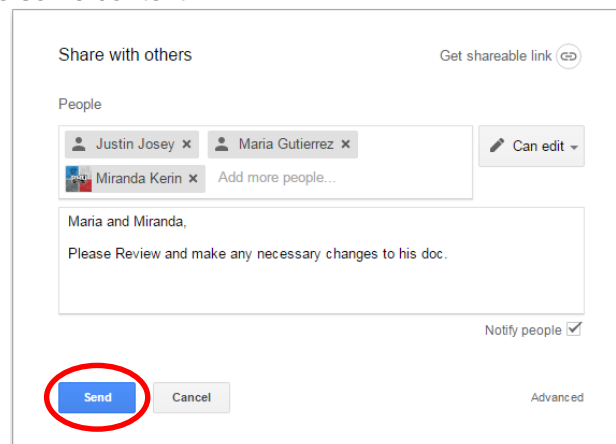 Share with others
Get shareable link
People
Justin Josey × Maria Gutierrez ×
Can edit
Miranda Kerin × Add more people...
Maria and Miranda,
Please Review and make any necessary changes to his doc.
Notify people
Send Cancel Advanced